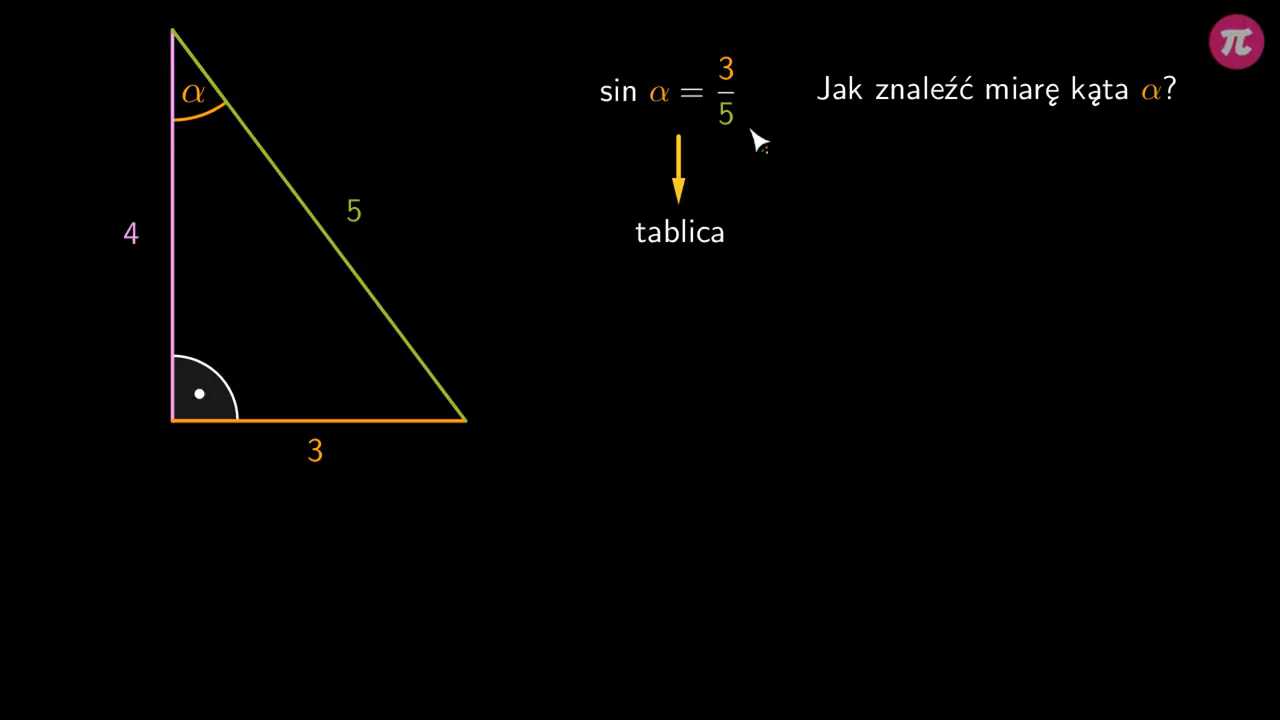 π
α
sin α = 3/5
Jak znaleźć miarę kąta α?
5
4
tablica
3